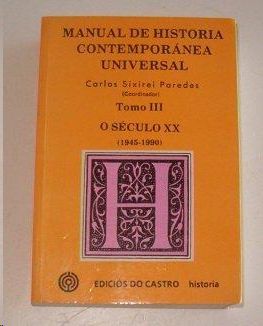 MANUAL DE HISTORIA
CONTEMPORÁNEA
UNIVERSAL
Carlos Sixirei Paredes
(Coordinador)
Tomo III
O SÉCULO XX
(1945-1990)
H
EDICIÓS DO CASTRO historia